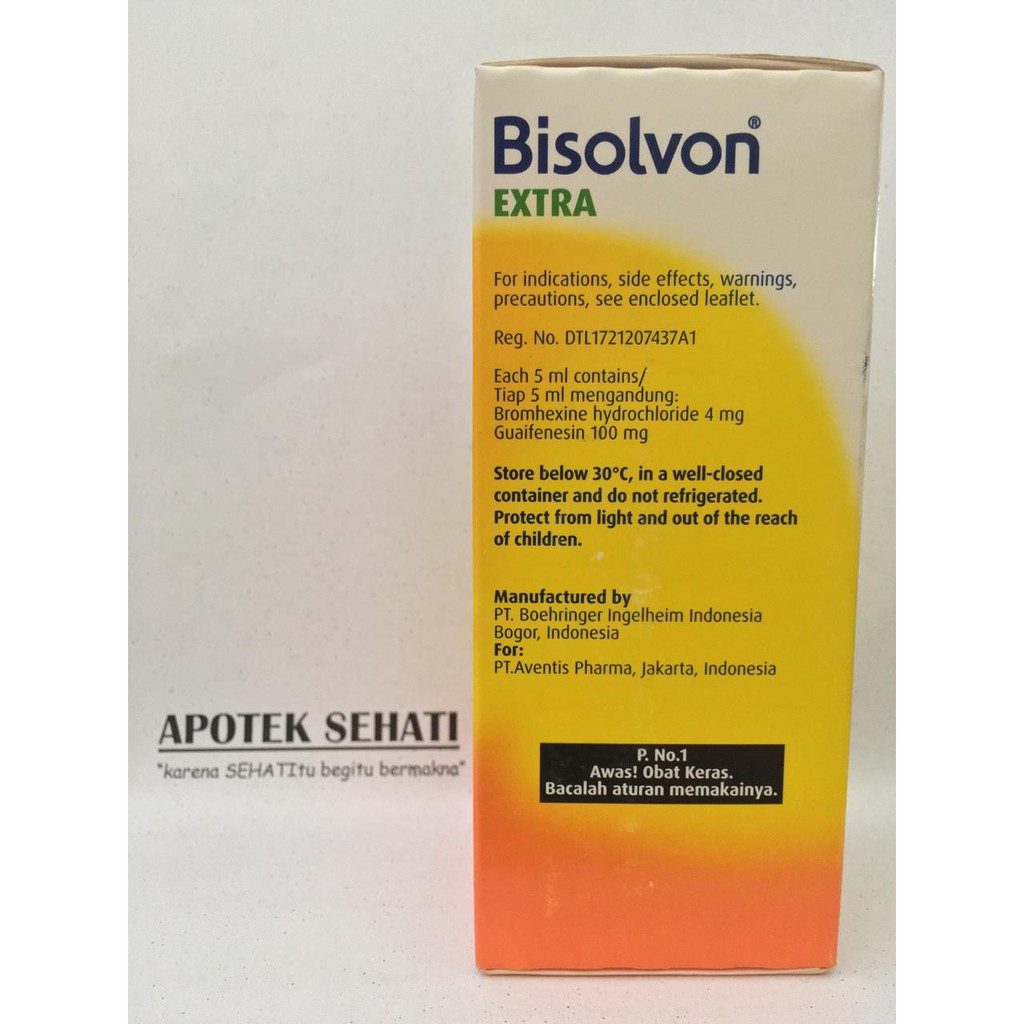 Bisolvon®
EXTRA
For indications, side effects, warnings,
precautions, see enclosed leaflet.
Reg. No. DTL1721207437A1
Each 5 ml contains/
Tiap 5 ml mengandung:
Bromhexine hydrochloride 4 mg
Guaifenesin 100 mg
Store below 30°C, in a well-closed
container and do not refrigerated.
Protect from light and out of the reach
of children.
Manufactured by
PT. Boehringer Ingelheim Indonesia
Bogor, Indonesia
For:
PT.Aventis Pharma, Jakarta, Indonesia
P. No.1
Awas! Obat Keras.
Bacalah aturan memakainya.
APOTEK SEHATI
"karena SEHATItu begitu bermakna"